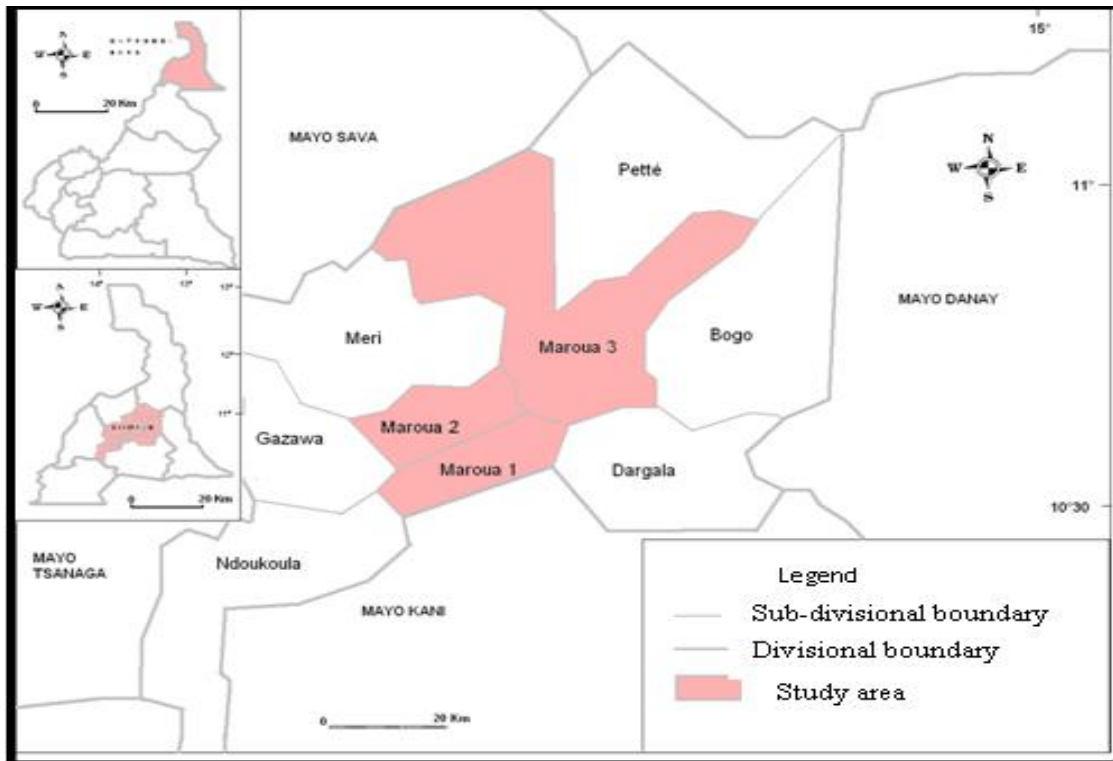 N
W E
S
0 20 Km
15°
MAYO SAVA
Petté
N
W E
S
11°
W E
S
MAYO DANAY
Meri
Maroua 3
Bogo
12°
11°
Maroua 2
Gazawa
Maroua 1
Dargala
0 20 Km
10°30
MAYO
TSANAGA
Ndoukoula
MAYO KANI
Legend
Sub-divisional boundary
Divisional boundary
Study area
0 20 Km